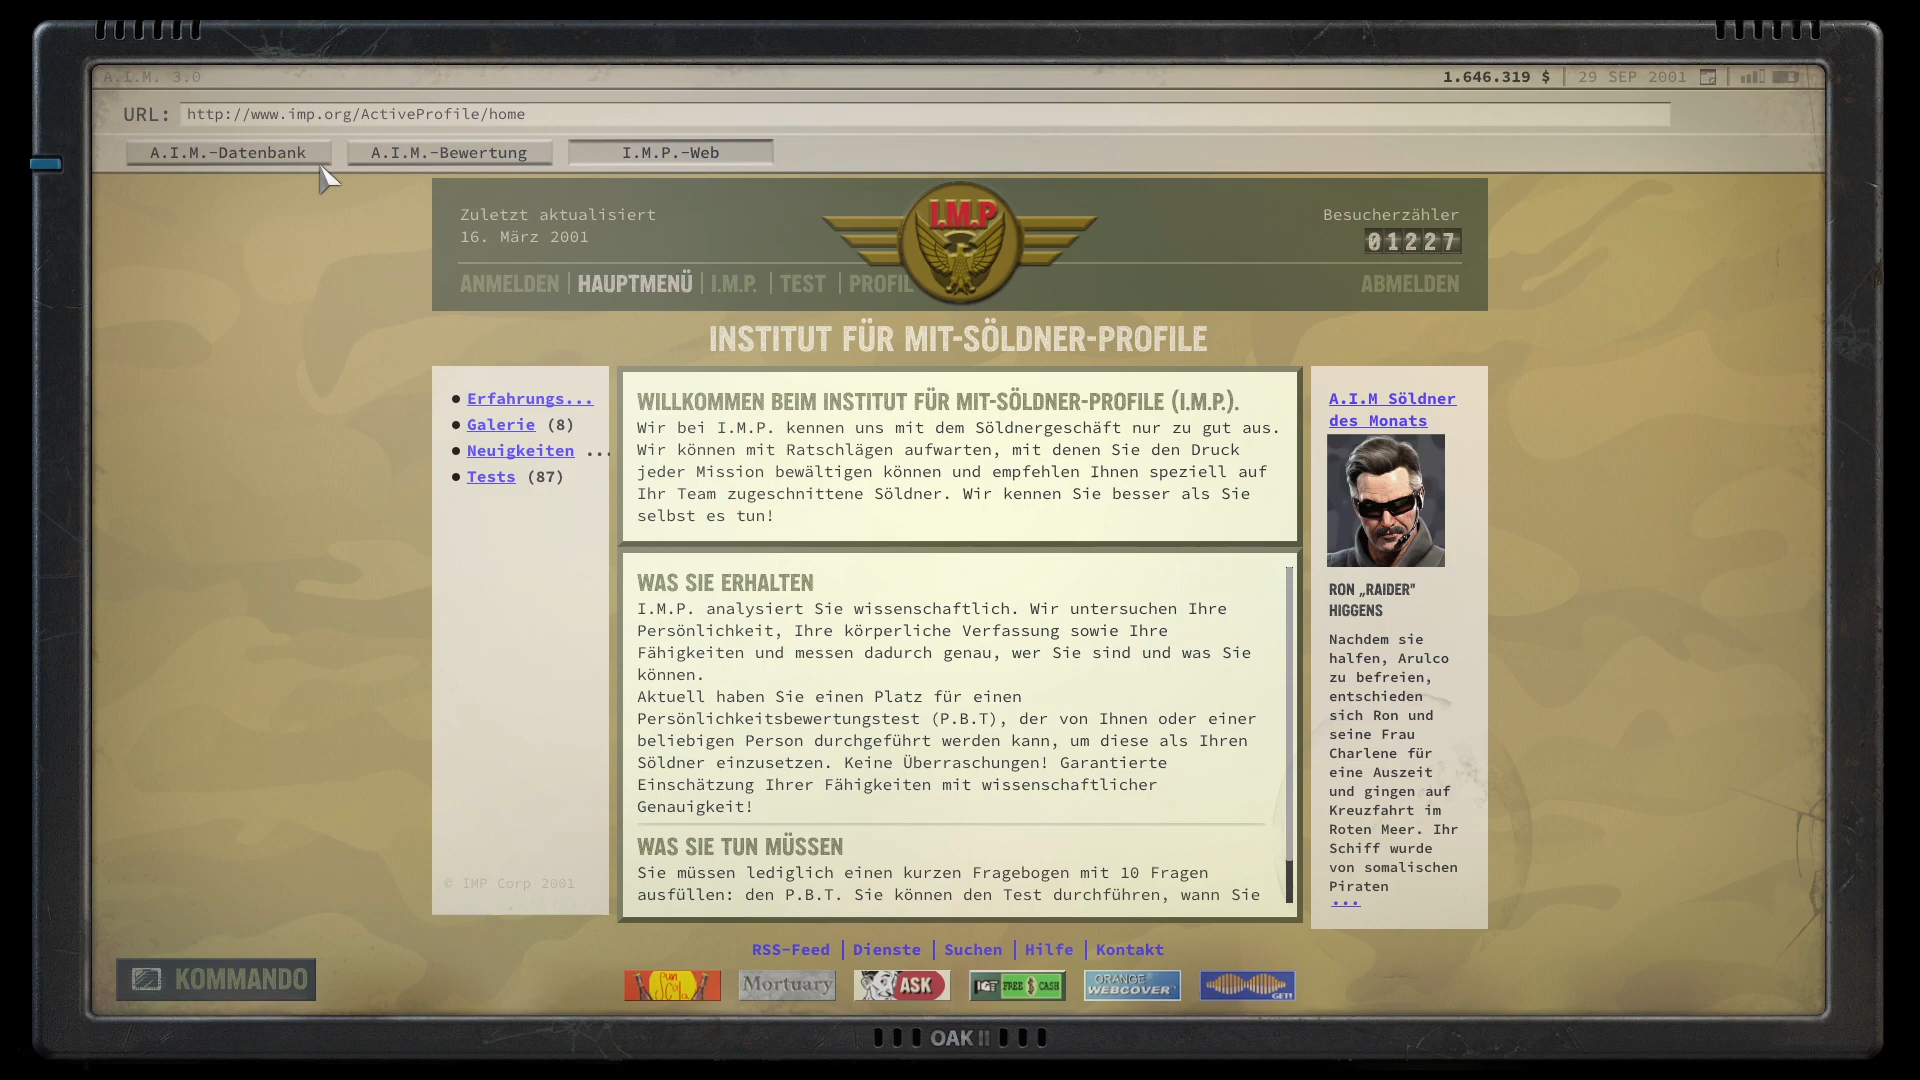 A.I.M. 3.0
1.646.319 $ | 29 SEP 2001
URL: http://www.imp.org/ActiveProfile/home
A.I.M.-Datenbank
A.I.M.-Bewertung
I.M.P.-Web
Zuletzt aktualisiert
16. März 2001
I.M.P
Besucherzähler
01227
ANMELDEN | HAUPTMENÜ | I.M.P. | TEST | PROFIL
ABMELDEN
INSTITUT FÜR MIT-SÖLDNER-PROFILE
Erfahrungs...
Galerie (8)
Neuigkeiten ...
Tests (87)
© IMP Corp 2001
WILLKOMMEN BEIM INSTITUT FÜR MIT-SÖLDNER-PROFILE (I.M.P.).
Wir bei I.M.P. kennen uns mit dem Söldnergeschäft nur zu gut aus.
Wir können mit Ratschlägen aufwarten, mit denen Sie den Druck
jeder Mission bewältigen können und empfehlen Ihnen speziell auf
Ihr Team zugeschnittene Söldner. Wir kennen Sie besser als Sie
selbst es tun!
WAS SIE ERHALTEN
I.M.P. analysiert Sie wissenschaftlich. Wir untersuchen Ihre
Persönlichkeit, Ihre körperliche Verfassung sowie Ihre
Fähigkeiten und messen dadurch genau, wer Sie sind und was Sie
können.
Aktuell haben Sie einen Platz für einen
Persönlichkeitsbewertungstest (P.B.T), der von Ihnen oder einer
beliebigen Person durchgeführt werden kann, um diese als Ihren
Söldner einzusetzen. Keine Überraschungen! Garantierte
Einschätzung Ihrer Fähigkeiten mit wissenschaftlicher
Genauigkeit!
WAS SIE TUN MÜSSEN
Sie müssen lediglich einen kurzen Fragebogen mit 10 Fragen
ausfüllen: den P.B.T. Sie können den Test durchführen, wann Sie
A.I.M Söldner
des Monats
RON „RAIDER"
HIGGENS
Nachdem sie
halfen, Arulco
zu befreien,
entschieden
sich Ron und
seine Frau
Charlene für
eine Auszeit
und gingen auf
Kreuzfahrt im
Roten Meer. Ihr
Schiff wurde
von somalischen
Piraten
...
RSS-Feed | Dienste | Suchen | Hilfe | Kontakt
Sun Cola
Mortuary
ASK
IGT FREE $ CASH
ORANGE WEBCOVER
GET!
KOMMANDO
OAK II